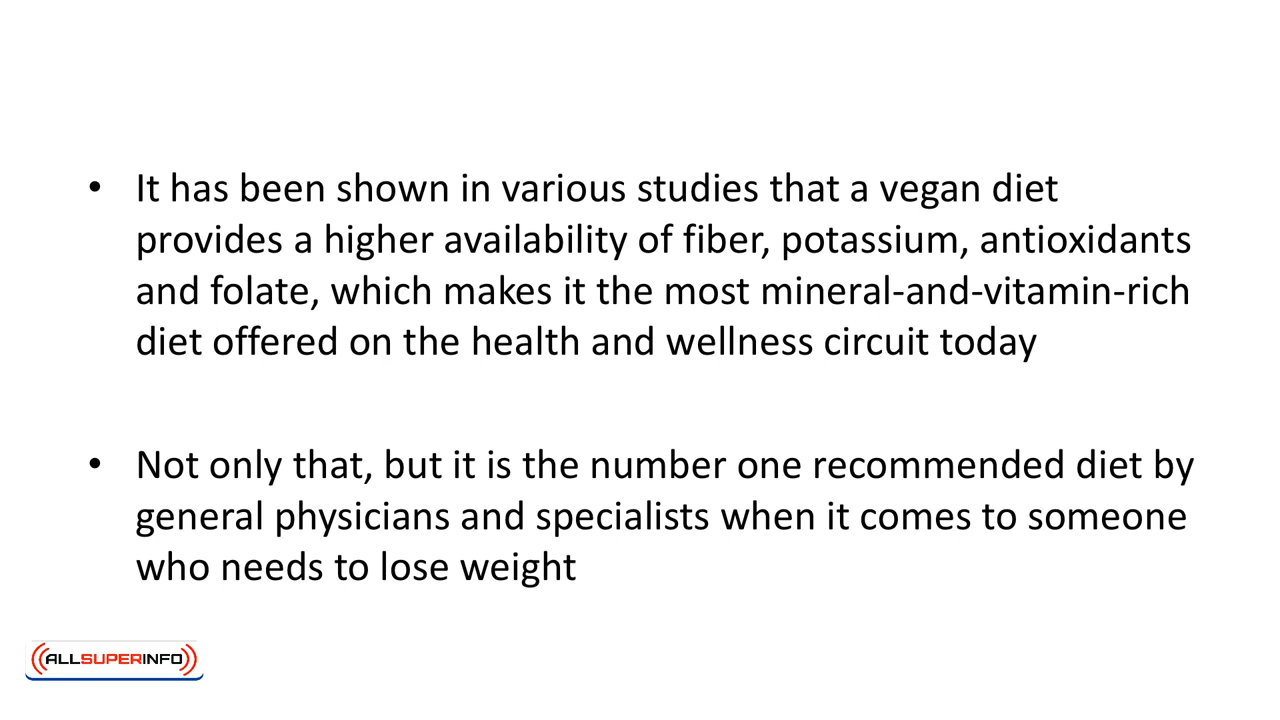 • It has been shown in various studies that a vegan diet
provides a higher availability of fiber, potassium, antioxidants
and folate, which makes it the most mineral-and-vitamin-rich
diet offered on the health and wellness circuit today
• Not only that, but it is the number one recommended diet by
general physicians and specialists when it comes to someone
who needs to lose weight
ALLSUPERINFO